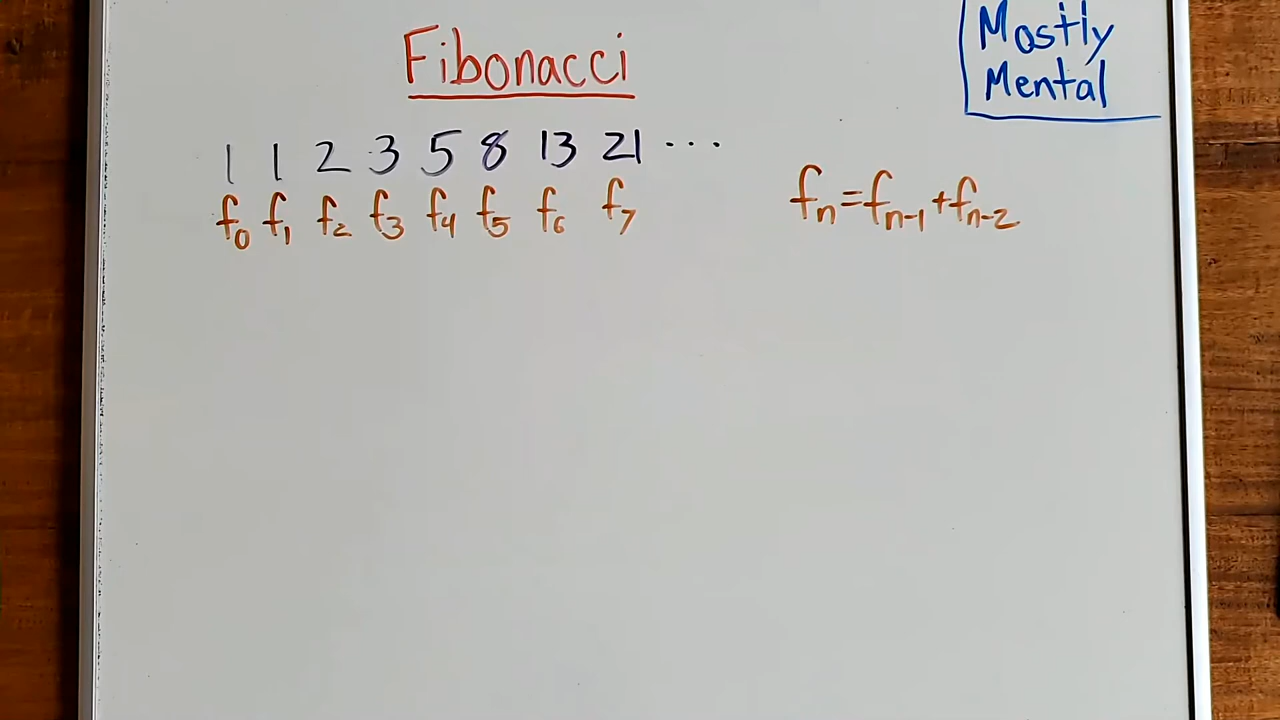 Fibonacci
Mostly
Mental
1 1 2 3 5 8 13 21 ...
f₀ f₁ f₂ f₃ f₄ f₅ f₆ f₇
fₙ=fₙ₋₁+fₙ₋₂